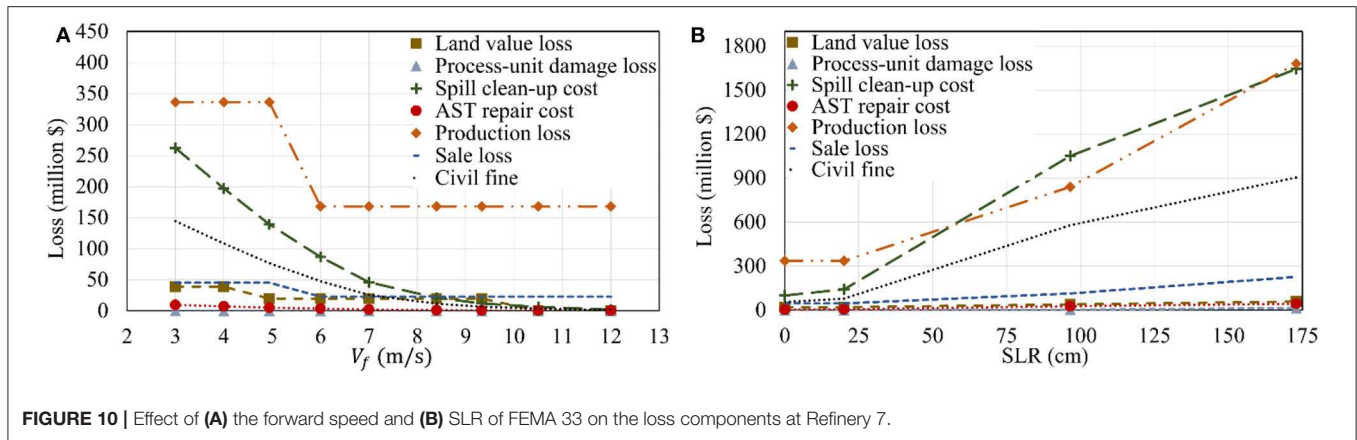 A
450
400
350
300
250
200
150
100
50
0
Loss (million $)
2 3 4 5 6 7 8 9 10 11 12 13
V_f (m/s)
Land value loss
Process-unit damage loss
Spill clean-up cost
AST repair cost
Production loss
Sale loss
Civil fine
B
1800
1500
1200
900
600
300
0
Loss (million $)
0 25 50 75 100 125 150 175
SLR (cm)
Land value loss
Process-unit damage loss
Spill clean-up cost
AST repair cost
Production loss
Sale loss
Civil fine
FIGURE 10 | Effect of (A) the forward speed and (B) SLR of FEMA 33 on the loss components at Refinery 7.